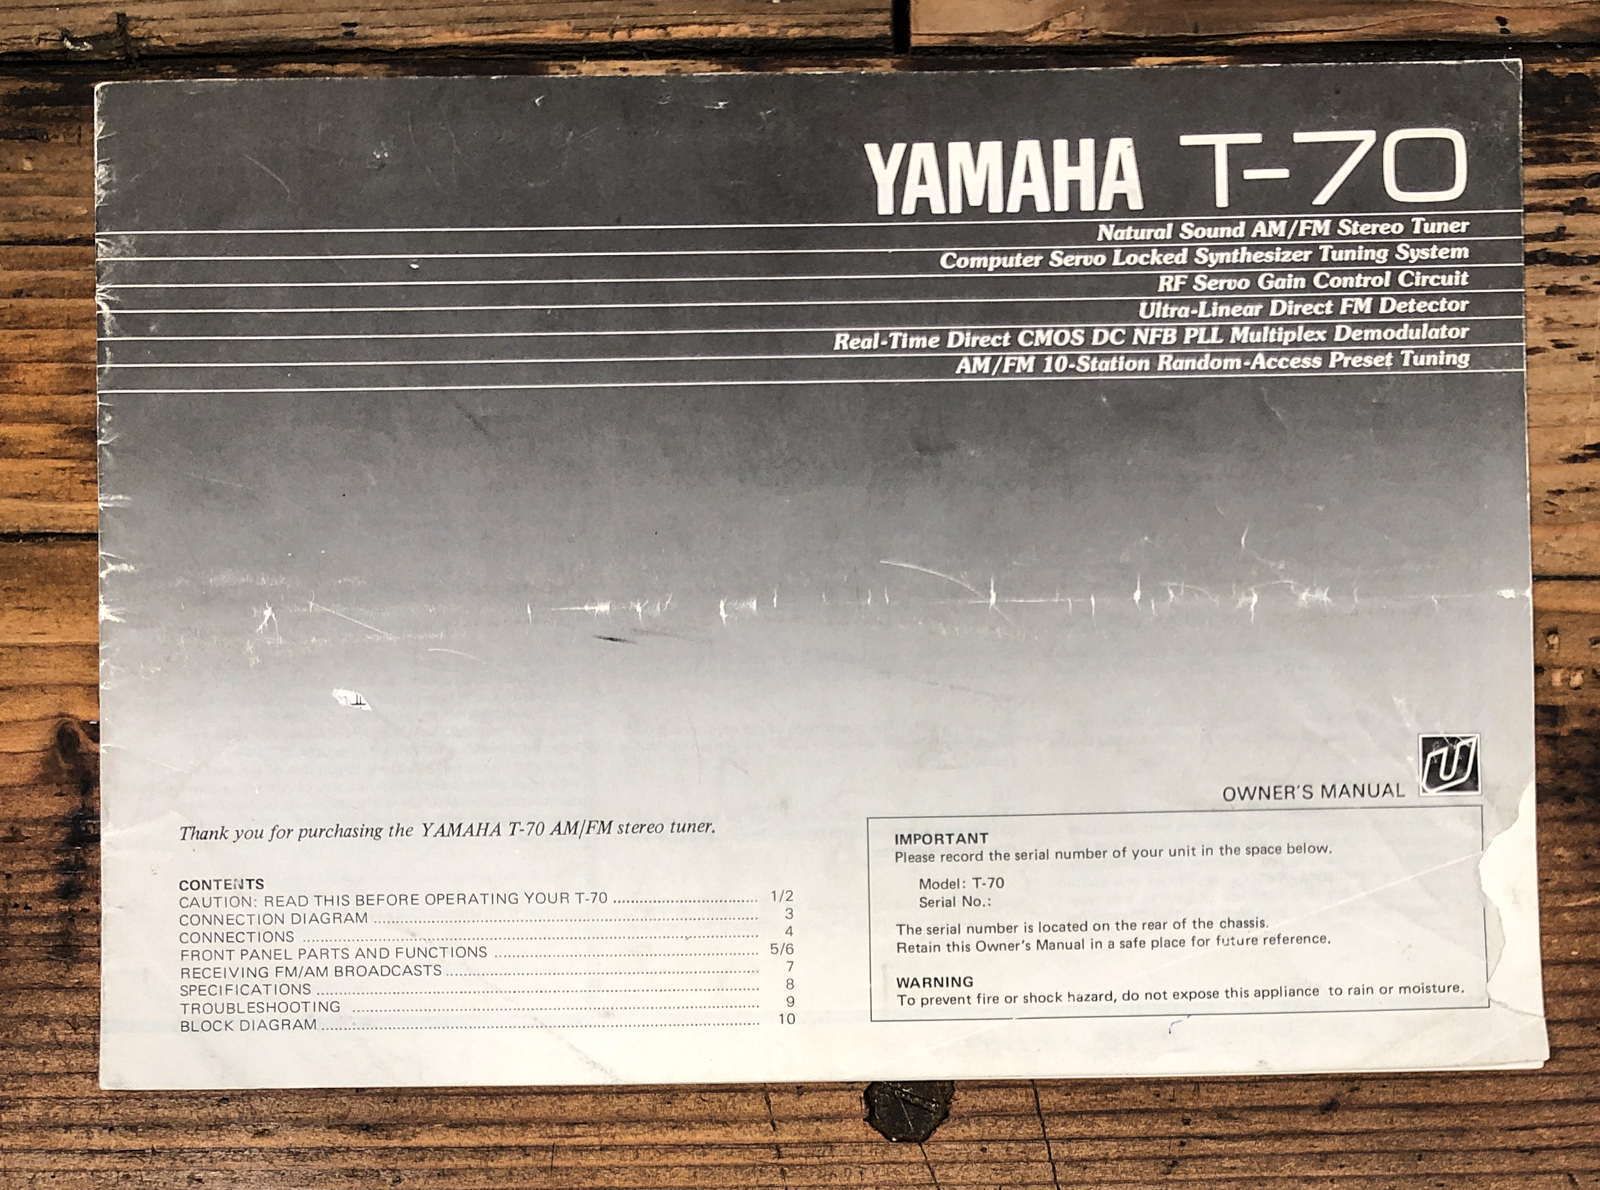 YAMAHA T-70
Natural Sound AM/FM Stereo Tuner
Computer Servo Locked Synthesizer Tuning System
RF Servo Gain Control Circuit
Ultra-Linear Direct FM Detector
Real-Time Direct CMOS DC NFB PLL Multiplex Demodulator
AM/FM 10-Station Random-Access Preset Tuning
OWNER'S MANUAL U
Thank you for purchasing the YAMAHA T-70 AM/FM stereo tuner.
CONTENTS
CAUTION: READ THIS BEFORE OPERATING YOUR T-70 ........ 1/2
CONNECTION DIAGRAM ........ 3
CONNECTIONS ........ 4
FRONT PANEL PARTS AND FUNCTIONS ........ 5/6
RECEIVING FM/AM BROADCASTS ........ 7
SPECIFICATIONS ........ 8
TROUBLESHOOTING ........ 9
BLOCK DIAGRAM ........ 10
IMPORTANT
Please record the serial number of your unit in the space below.
Model: T-70
Serial No.:
The serial number is located on the rear of the chassis.
Retain this Owner's Manual in a safe place for future reference.
WARNING
To prevent fire or shock hazard, do not expose this appliance to rain or moisture.